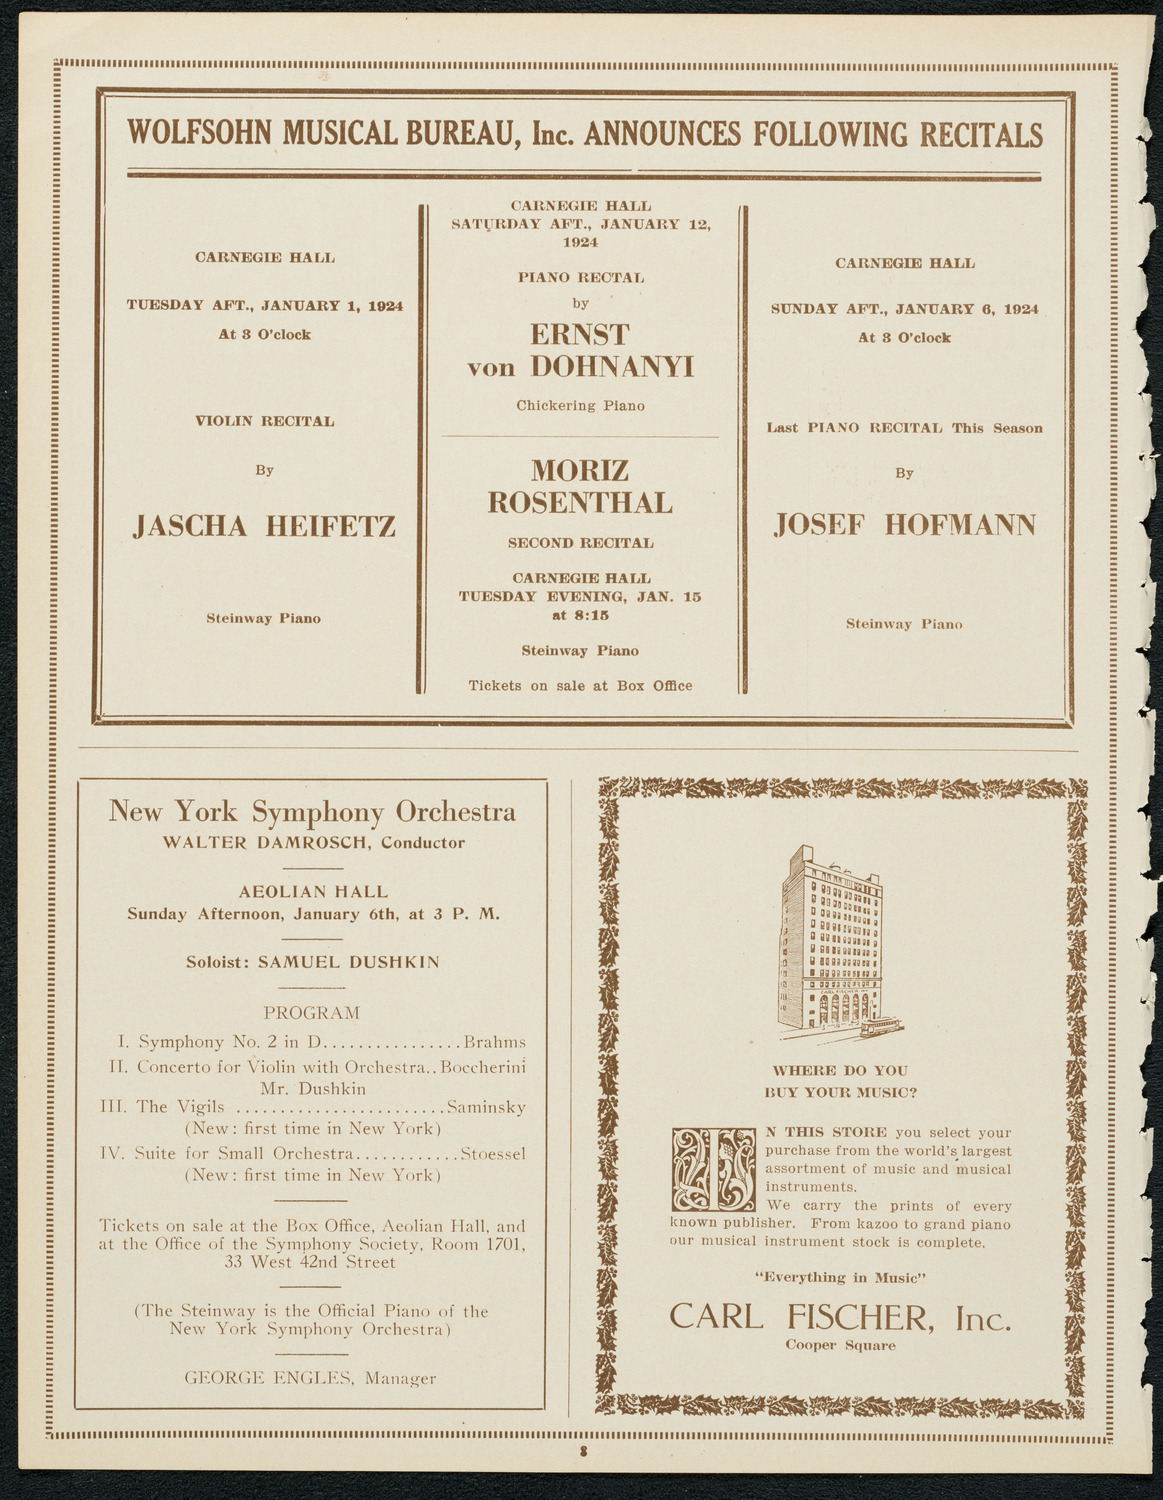 WOLFSOHN MUSICAL BUREAU, Inc. ANNOUNCES FOLLOWING RECITALS
CARNEGIE HALL
TUESDAY AFT., JANUARY 1, 1924
At 3 O'clock
VIOLIN RECITAL
By
JASCHA HEIFETZ
Steinway Piano
CARNEGIE HALL
SATURDAY AFT., JANUARY 12,
1924
PIANO RECTAL
by
ERNST
von DOHNANYI
Chickering Piano
MORIZ
ROSENTHAL
SECOND RECITAL
CARNEGIE HALL
TUESDAY EVENING, JAN. 15
at 8:15
Steinway Piano
Tickets on sale at Box Office
CARNEGIE HALL
SUNDAY AFT., JANUARY 6, 1924
At 3 O'clock
Last PIANO RECITAL This Season
By
JOSEF HOFMANN
Steinway Piano
New York Symphony Orchestra
WALTER DAMROSCH, Conductor
AEOLIAN HALL
Sunday Afternoon, January 6th, at 3 P. M.
Soloist: SAMUEL DUSHKIN
PROGRAM
I. Symphony No. 2 in D................Brahms
II. Concerto for Violin with Orchestra..Boccherini
Mr. Dushkin
III. The Vigils ........................Saminsky
(New: first time in New York)
IV. Suite for Small Orchestra............Stoessel
(New: first time in New York)
Tickets on sale at the Box Office, Aeolian Hall, and
at the Office of the Symphony Society, Room 1701,
33 West 42nd Street
(The Steinway is the Official Piano of the
New York Symphony Orchestra)
GEORGE ENGLES, Manager
CARL FISCHER INC
WHERE DO YOU
BUY YOUR MUSIC?
IN THIS STORE you select your
purchase from the world's largest
assortment of music and musical
instruments.
We carry the prints of every
known publisher. From kazoo to grand piano
our musical instrument stock is complete.
"Everything in Music"
CARL FISCHER, Inc.
Cooper Square
8